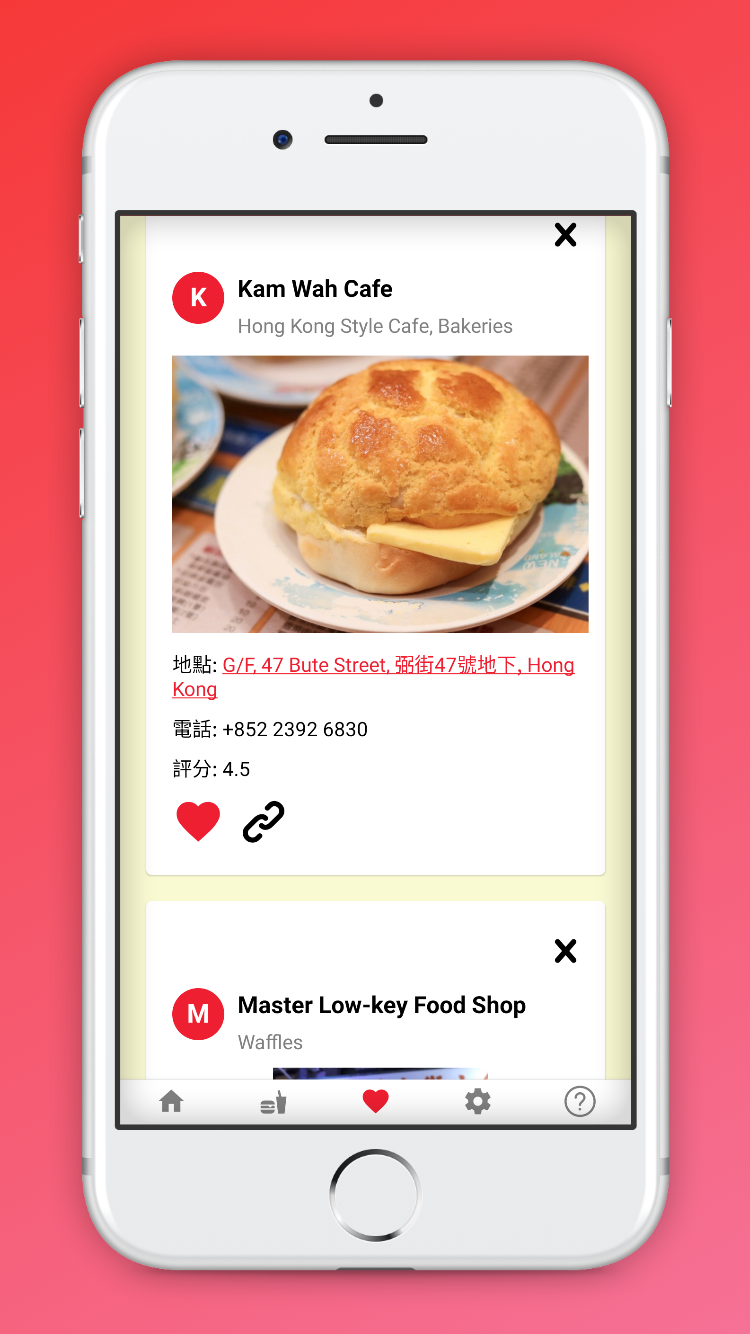 K
Kam Wah Cafe
Hong Kong Style Cafe, Bakeries
地點: G/F, 47 Bute Street, 弼街47號地下, Hong
Kong
電話: +852 2392 6830
評分: 4.5
M
Master Low-key Food Shop
Waffles
?